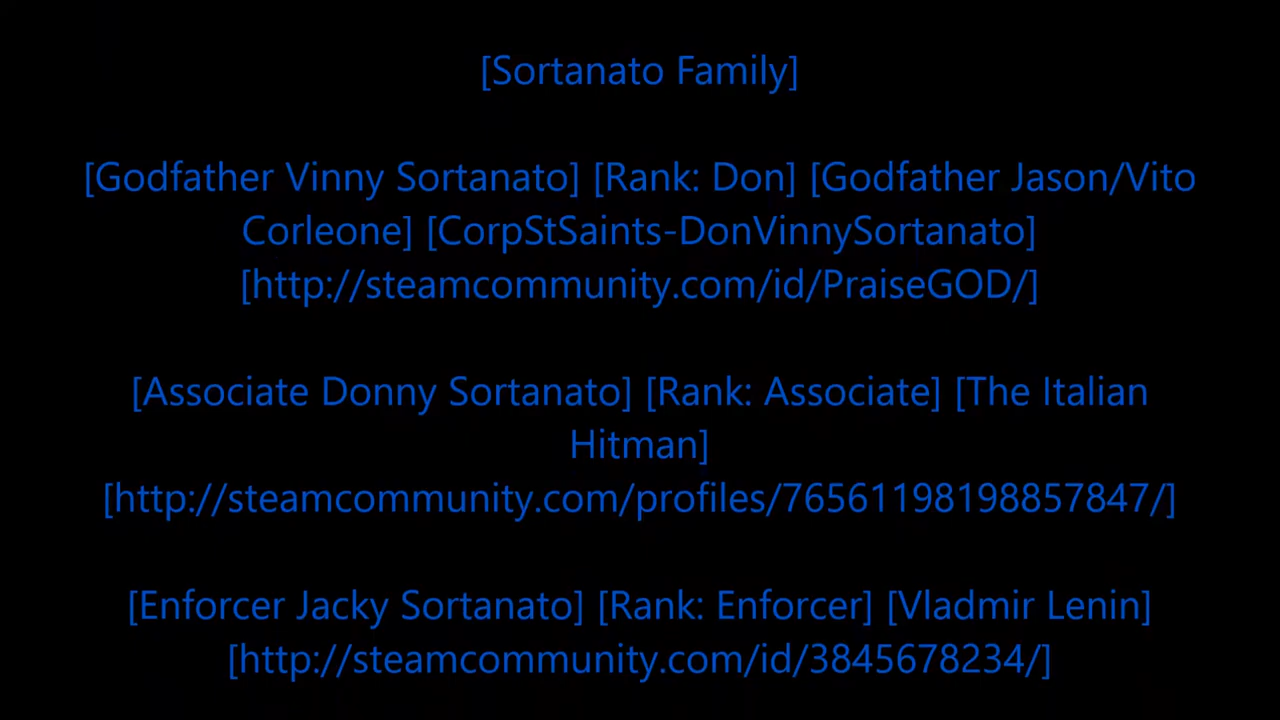 [Sortanato Family]
[Godfather Vinny Sortanato] [Rank: Don] [Godfather Jason/Vito
Corleone] [CorpStSaints-DonVinnySortanato]
[http://steamcommunity.com/id/PraiseGOD/]
[Associate Donny Sortanato] [Rank: Associate] [The Italian
Hitman]
[http://steamcommunity.com/profiles/76561198198857847/]
[Enforcer Jacky Sortanato] [Rank: Enforcer] [Vladmir Lenin]
[http://steamcommunity.com/id/3845678234/]